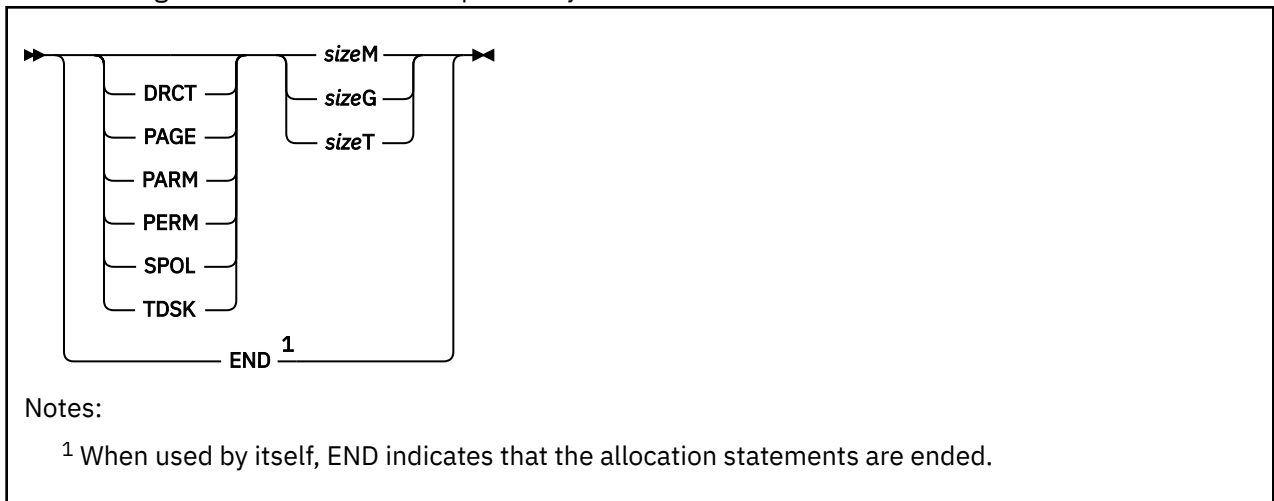 sizeM
DRCT
sizeG
PAGE
sizeT
PARM
PERM
SPOL
TDSK
END 1
Notes:
1 When used by itself, END indicates that the allocation statements are ended.